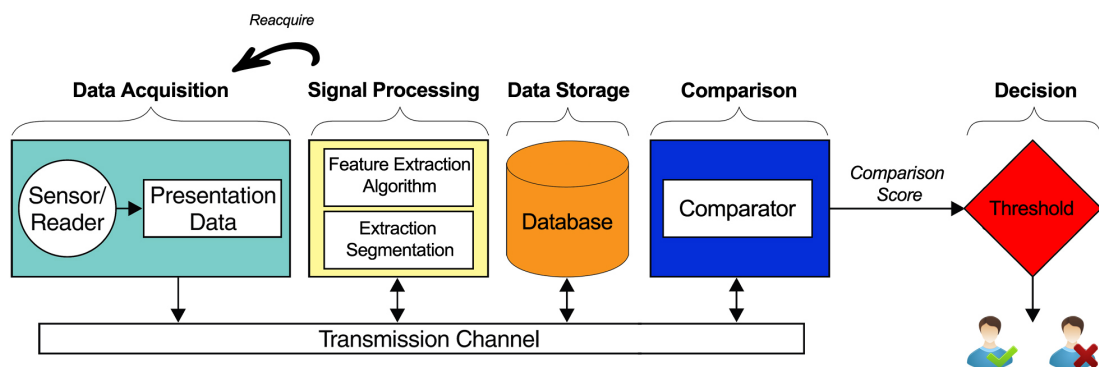 Reacquire
Data Acquisition
Signal Processing
Data Storage
Comparison
Decision
Sensor/
Reader
Presentation
Data
Feature Extraction
Algorithm
Extraction
Segmentation
Database
Comparator
Comparison
Score
Threshold
Transmission Channel